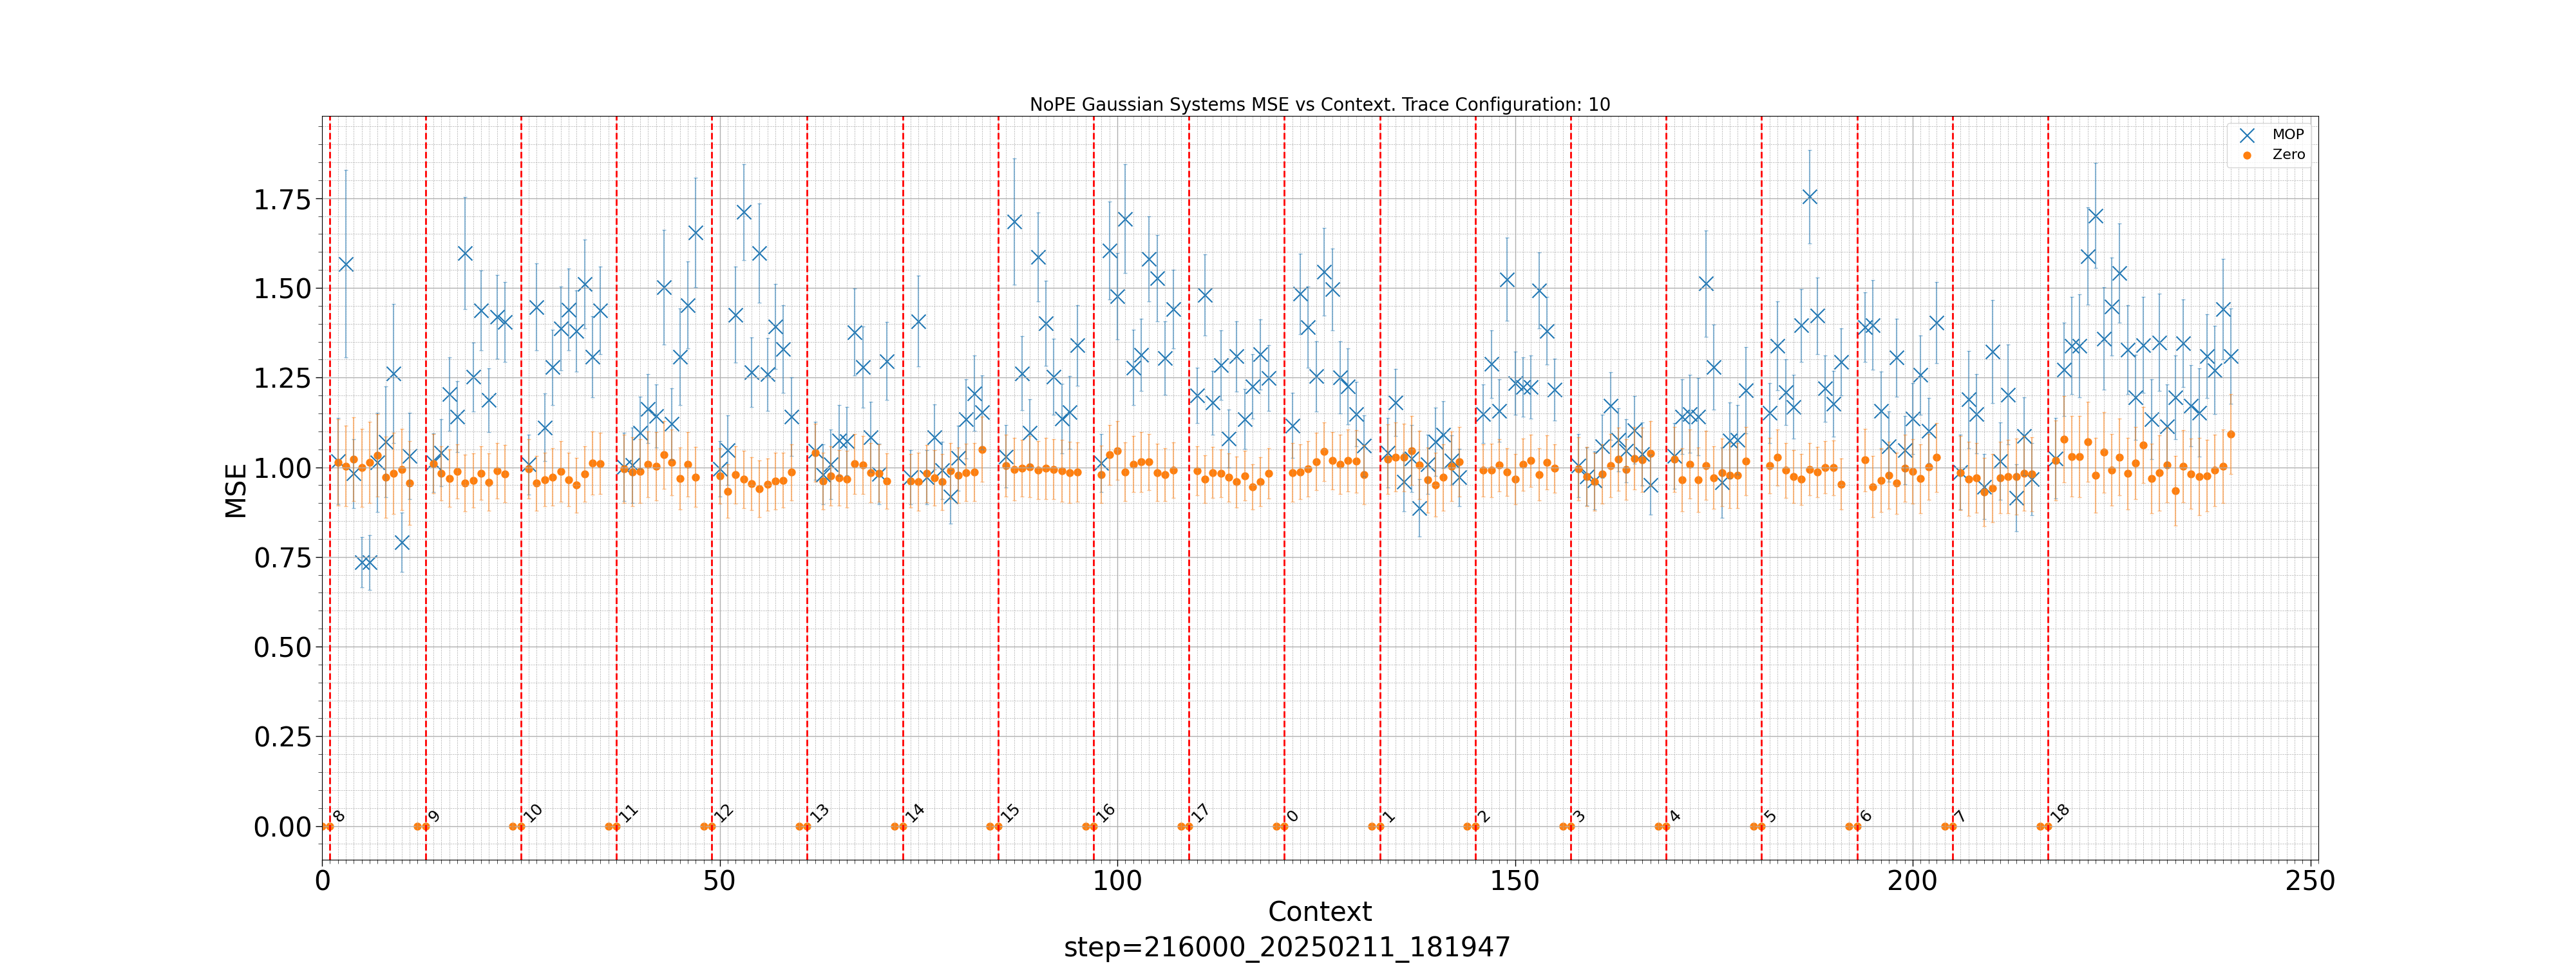 NoPE Gaussian Systems MSE vs Context. Trace Configuration: 10
MOP
Zero
MSE
1.75
1.50
1.25
1.00
0.75
0.50
0.25
0.00
8 9 10 11 12 13 14 15 16 17 0 1 2 3 4 5 6 7 18
0 50 100 150 200 250
Context
step=216000_20250211_181947